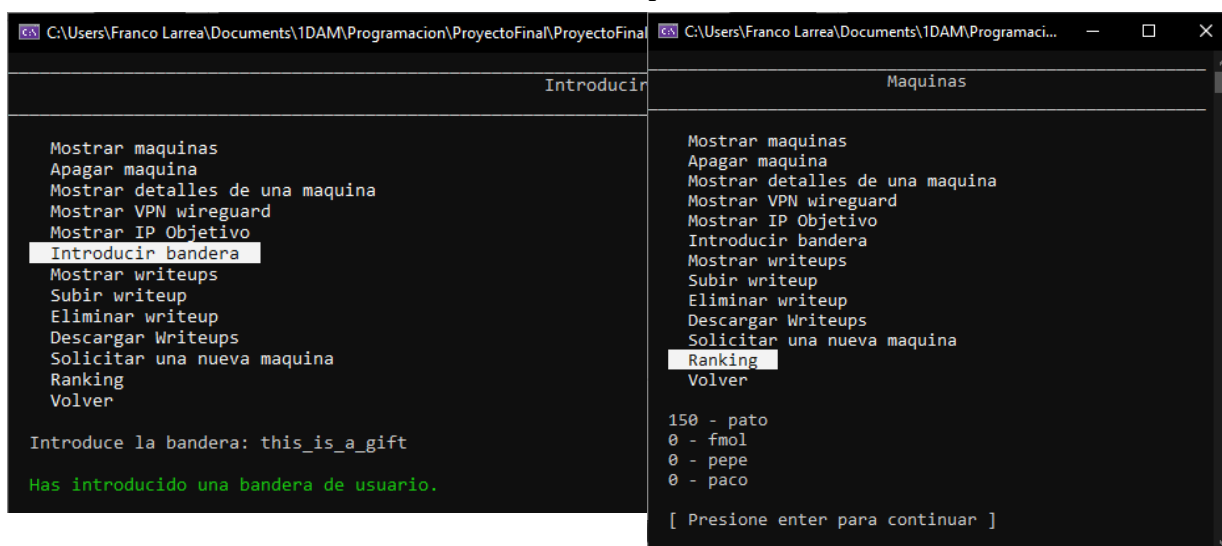 C:\Users\Franco Larrea\Documents\1DAM\Programacion\ProyectoFinal\ProyectoFinal
Introducir
Mostrar maquinas
Apagar maquina
Mostrar detalles de una maquina
Mostrar VPN wireguard
Mostrar IP Objetivo
Introducir bandera
Mostrar writeups
Subir writeup
Eliminar writeup
Descargar Writeups
Solicitar una nueva maquina
Ranking
Volver
Introduce la bandera: this_is_a_gift
Has introducido una bandera de usuario.
C:\Users\Franco Larrea\Documents\1DAM\Programaci...
Maquinas
Mostrar maquinas
Apagar maquina
Mostrar detalles de una maquina
Mostrar VPN wireguard
Mostrar IP Objetivo
Introducir bandera
Mostrar writeups
Subir writeup
Eliminar writeup
Descargar Writeups
Solicitar una nueva maquina
Ranking
Volver
150 - pato
0 - fmol
0 - pepe
0 - paco
[ Presione enter para continuar ]